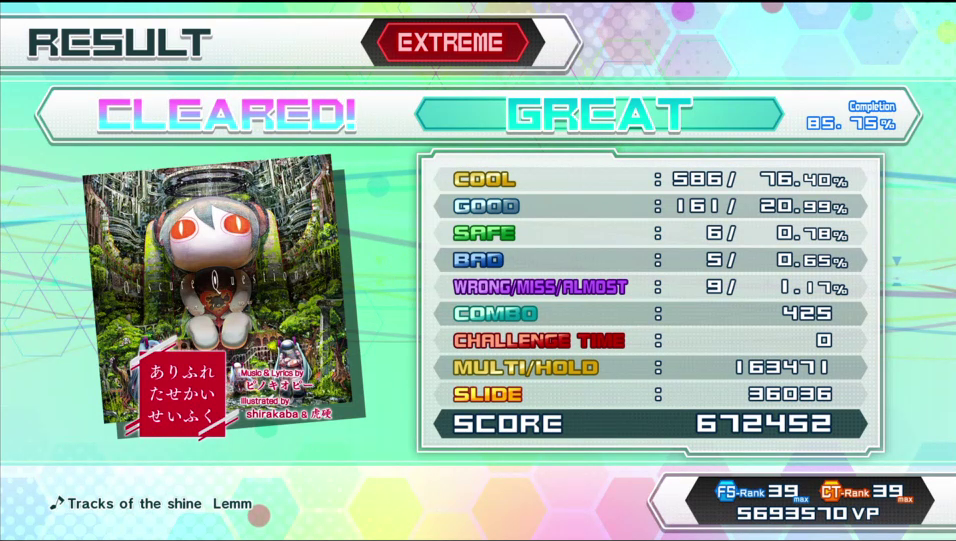 RESULT
EXTREME
CLEARED!
GREAT
Completion
85.75%
COOL : 586/ 76.40%
GOOD : 161/ 20.99%
SAFE : 6/ 0.78%
BAD : 5/ 0.65%
WRONG/MISS/ALMOST : 9/ 1.17%
COMBO : 425
CHALLENGE TIME : 0
MULTI/HOLD : 163471
SLIDE : 36036
SCORE 672452
Obscure Questions
ありふれ
たせかい
せいふく
Music & Lyrics by
ピノキオピー
Illustrated by
shirakaba & 虎硬
♪ Tracks of the shine Lemm
FS-Rank 39 max CT-Rank 39 max
5693570 VP